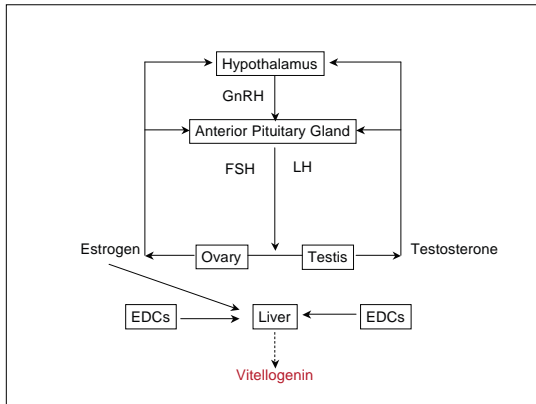 Hypothalamus
GnRH
Anterior Pituitary Gland
FSH LH
Estrogen Ovary Testis Testosterone
EDCs Liver EDCs
Vitellogenin